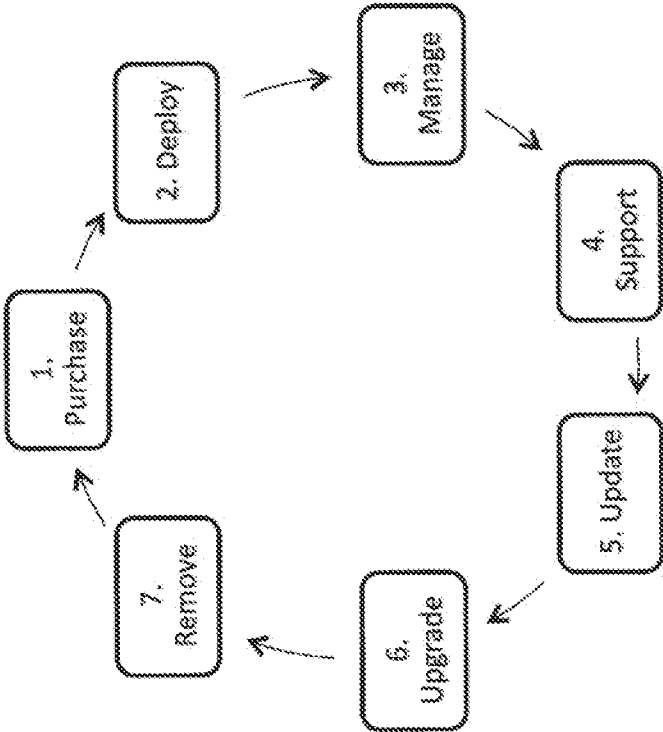 1.
Purchase
2. Deploy
3.
Manage
4.
Support
5. Update
6.
Upgrade
7.
Remove